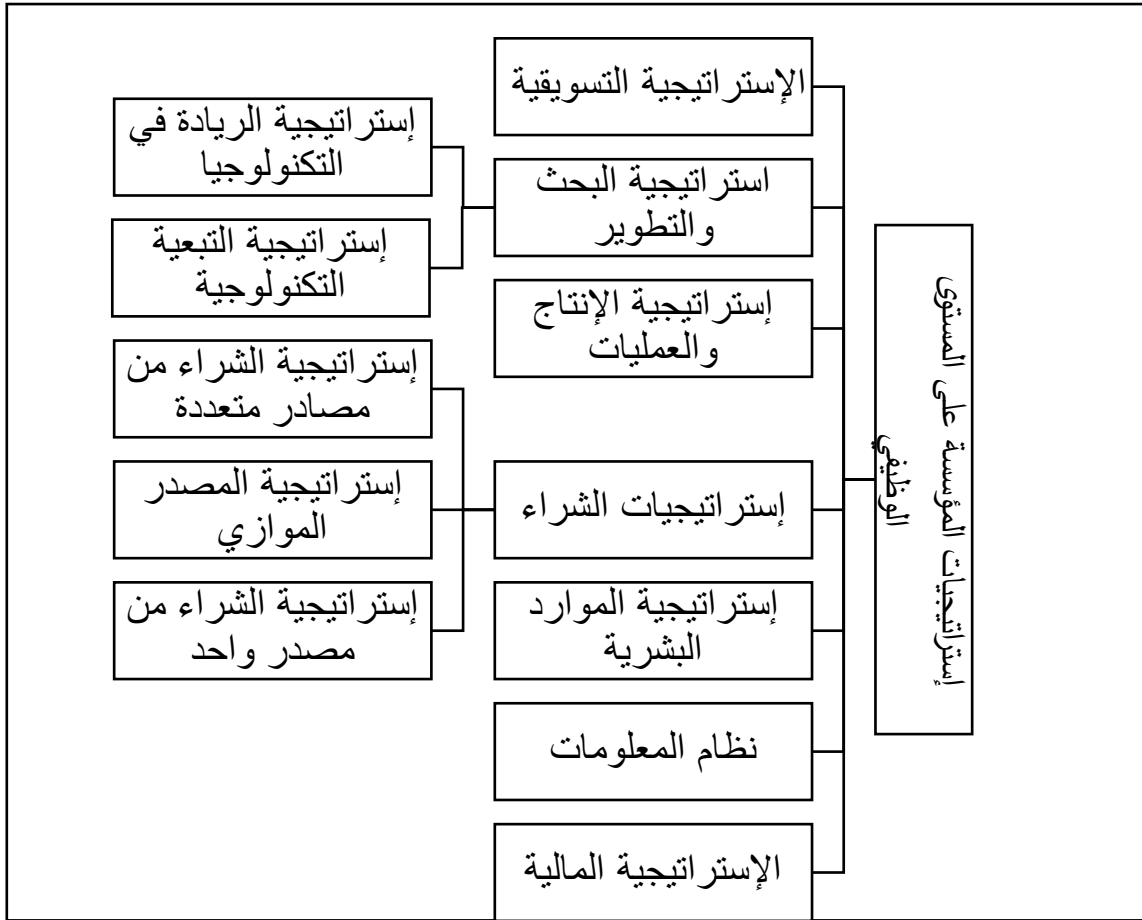 إستراتيجيات المؤسسة على المستوى
الوظيفي
الإستراتيجية التسويقية
استراتيجية البحث
والتطوير
إستراتيجية الريادة في
التكنولوجيا
إستراتيجية التبعية
التكنولوجية
إستراتيجية الإنتاج
والعمليات
إستراتيجيات الشراء
إستراتيجية الشراء من
مصادر متعددة
إستراتيجية المصدر
الموازي
إستراتيجية الشراء من
مصدر واحد
إستراتيجية الموارد
البشرية
نظام المعلومات
الإستراتيجية المالية